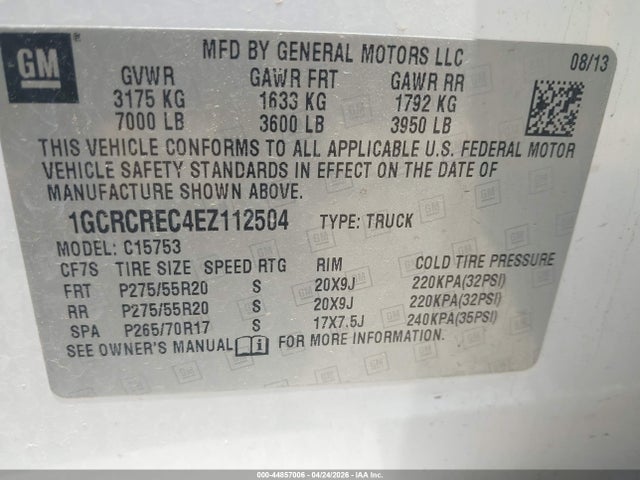 GM
MFD BY GENERAL MOTORS LLC
08/13
GVWR GAWR FRT GAWR RR
3175 KG 1633 KG 1792 KG
7000 LB 3600 LB 3950 LB
THIS VEHICLE CONFORMS TO ALL APPLICABLE U.S. FEDERAL MOTOR
VEHICLE SAFETY STANDARDS IN EFFECT ON THE DATE OF
MANUFACTURE SHOWN ABOVE.
1GCRCREC4EZ112504 TYPE: TRUCK
MODEL: C15753
CF7S TIRE SIZE SPEED RTG RIM COLD TIRE PRESSURE
FRT P275/55R20 S 20X9J 220KPA(32PSI)
RR P275/55R20 S 20X9J 220KPA(32PSI)
SPA P265/70R17 S 17X7.5J 240KPA(35PSI)
SEE OWNER'S MANUAL FOR MORE INFORMATION.
000-44857006 - 04/24/2026 - IAAI.COM